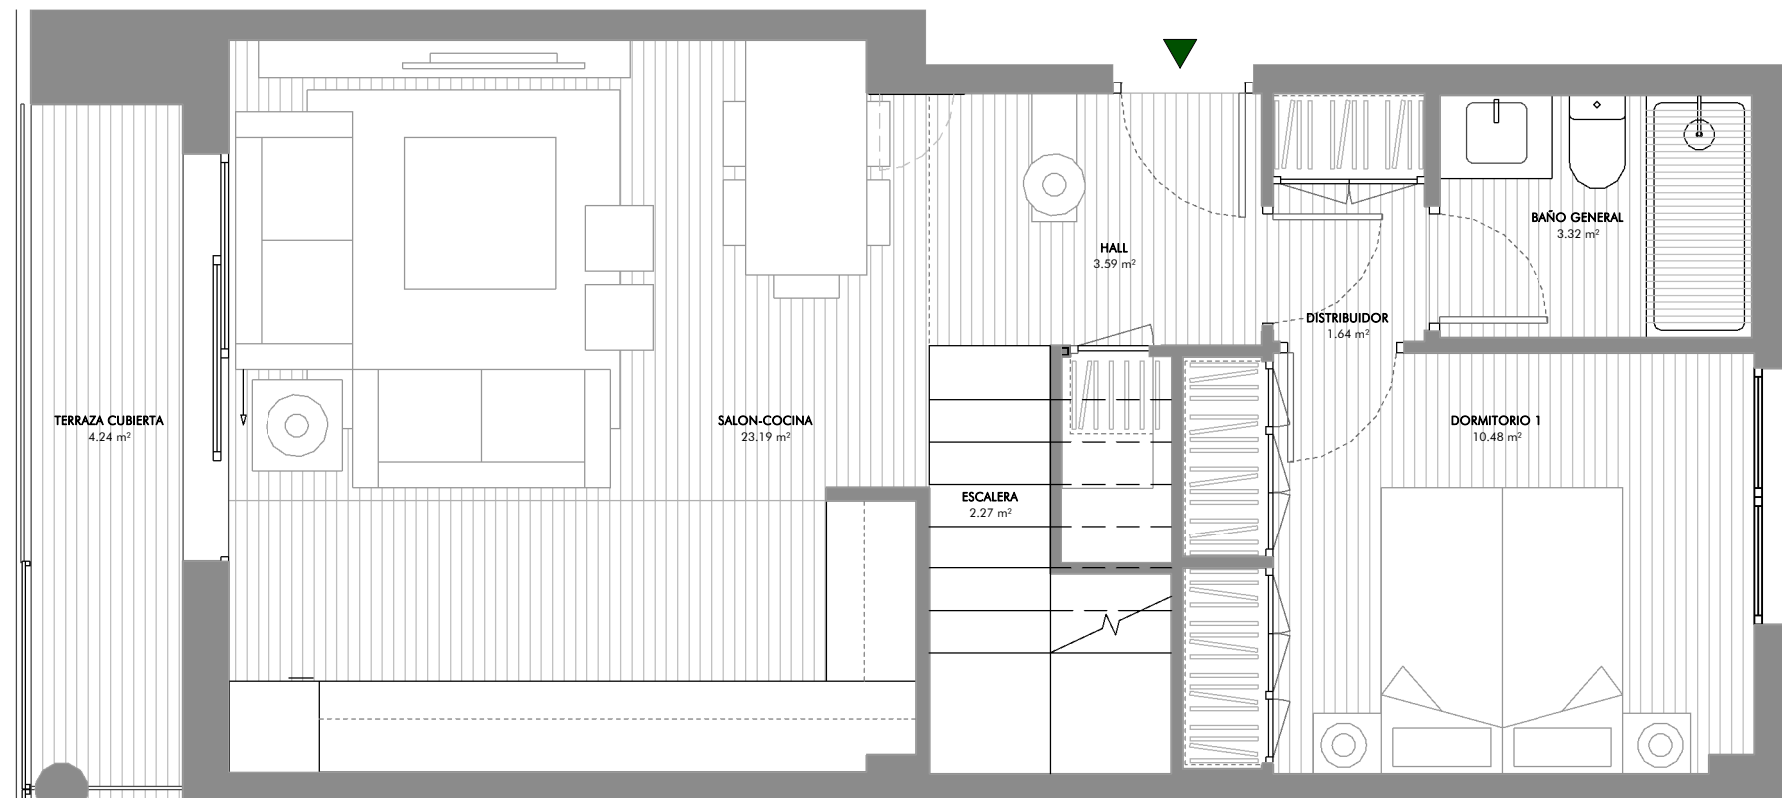 BAÑO GENERAL
3.32 m²
HALL
3.59 m²
DISTRIBUIDOR
1.64 m²
TERRAZA CUBIERTA
4.24 m²
SALON-COCINA
23.19 m²
DORMITORIO 1
10.48 m²
ESCALERA
2.27 m²